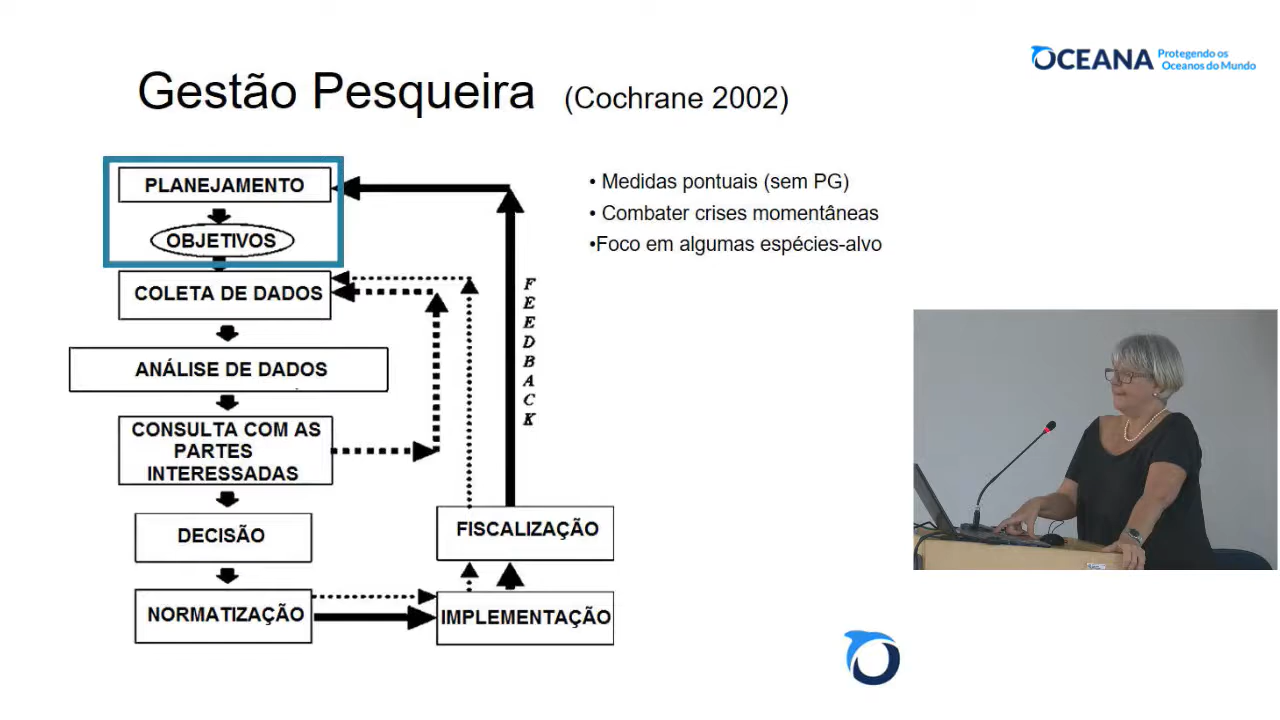 OCEANA Protegendo os
Oceanos do Mundo
Gestão Pesqueira (Cochrane 2002)
PLANEJAMENTO
OBJETIVOS
COLETA DE DADOS
ANÁLISE DE DADOS
CONSULTA COM AS
PARTES
INTERESSADAS
DECISÃO
NORMATIZAÇÃO
IMPLEMENTAÇÃO
FISCALIZAÇÃO
FEEDBACK
• Medidas pontuais (sem PG)
• Combater crises momentâneas
•Foco em algumas espécies-alvo